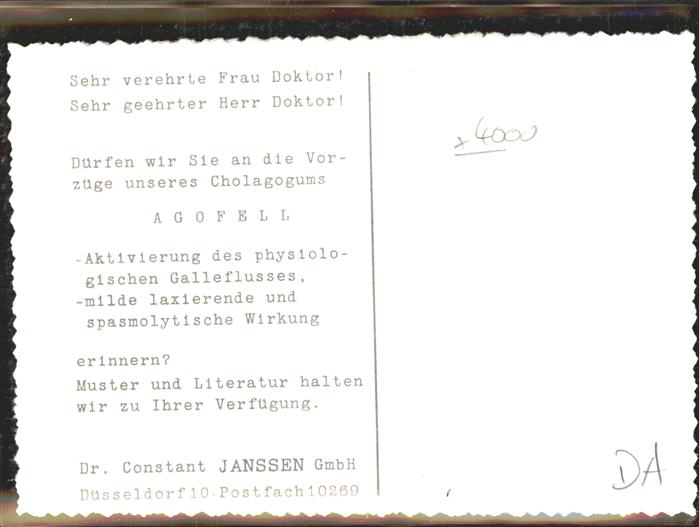 Sehr verehrte Frau Doktor!
Sehr geehrter Herr Doktor!
Dürfen wir Sie an die Vor-
züge unseres Cholagogums
A G O F E L L
-Aktivierung des physiolo-
gischen Galleflusses,
-milde laxierende und
spasmolytische Wirkung
erinnern?
Muster und Literatur halten
wir zu Ihrer Verfügung.
Dr. Constant JANSSEN GmbH
Düsseldorf 10 · Postfach 10269
x 4000
DA